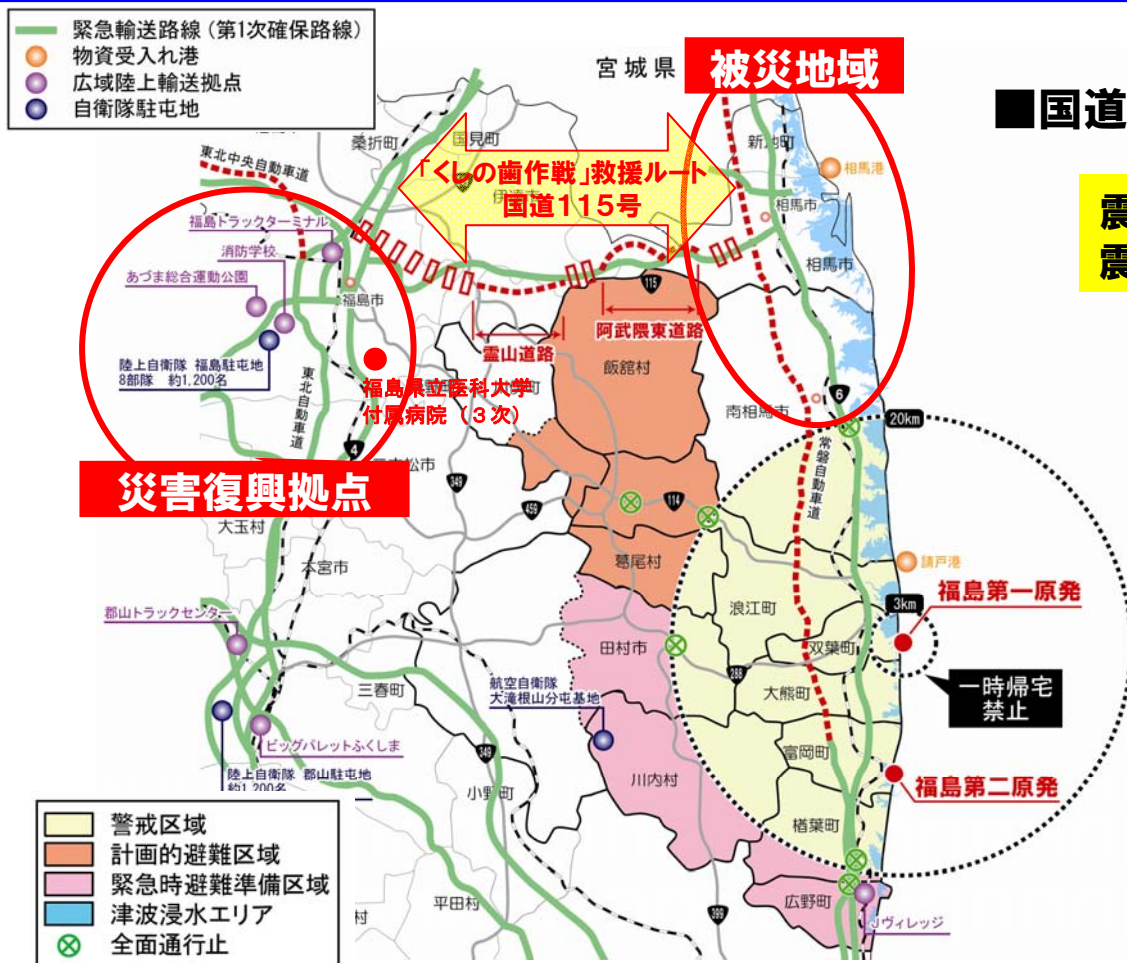 緊急輸送路線（第1次確保路線）
物資受入れ港
広域陸上輸送拠点
自衛隊駐屯地
宮城県
被災地域
■国道
震
震
桑折町
国見町
新地町
相馬港
東北中央自動車道
「くしの歯作戦」救援ルート
国道115号
伊達市
相馬市
相馬市
福島トラックターミナル
消防学校
あづま総合運動公園
福島市
115
阿武隈東道路
霊山道路
飯舘村
陸上自衛隊 福島駐屯地
8部隊 約1,200名
東北自動車道
福島県立医科大学
付属病院（３次）
南相馬市
6
20km
常磐自動車道
4
災害復興拠点
349
459
114
大玉村
本宮市
葛尾村
請戸港
浪江町
3km
福島第一原発
双葉町
郡山トラックセンター
田村市
288
大熊町
一時帰宅
禁止
三春町
航空自衛隊
大滝根山分屯基地
富岡町
ビッグパレットふくしま
349
川内村
福島第二原発
陸上自衛隊 郡山駐屯地
約1,200名
小野町
楢葉町
警戒区域
計画的避難区域
緊急時避難準備区域
津波浸水エリア
全面通行止
平田村
村
399
広野町
Jヴィレッジ